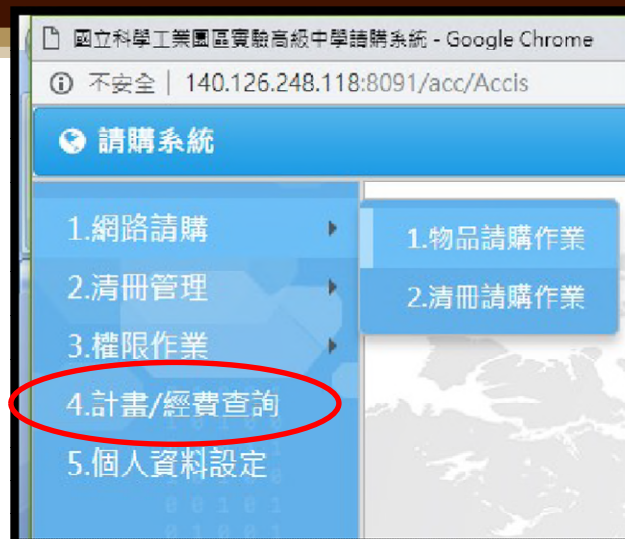 國立科學工業園區實驗高級中學請購系統 - Google Chrome
不安全 | 140.126.248.118:8091/acc/Accis
請購系統
1.網路請購
1.物品請購作業
2.清冊管理
2.清冊請購作業
3.權限作業
4.計畫/經費查詢
5.個人資料設定